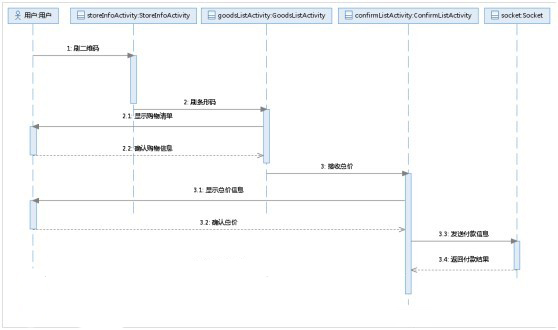 用户:用户
storeInfoActivity:StoreInfoActivity
goodsListActivity:GoodsListActivity
confirmListActivity:ConfirmListActivity
socket:Socket
1: 刷二维码
2: 刷条形码
2.1: 显示购物清单
2.2: 确认购物信息
3: 接收总价
3.1: 显示总价信息
3.2: 确认总价
3.3: 发送付款信息
3.4: 返回付款结果